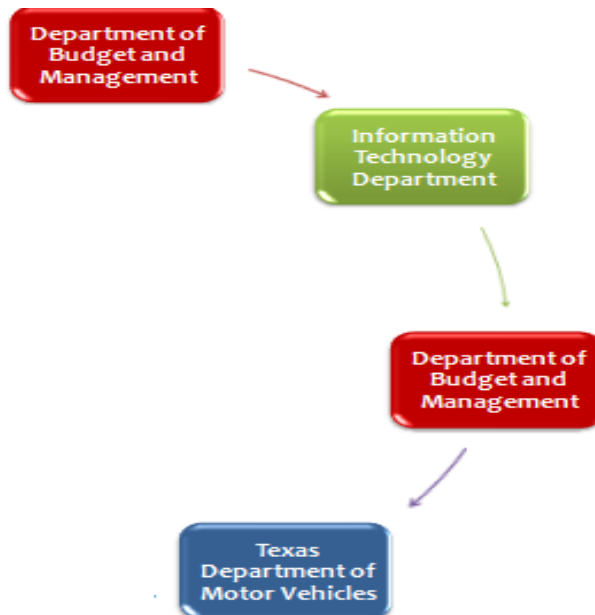 Department of
Budget and
Management
Information
Technology
Department
Department of
Budget and
Management
Texas
Department of
Motor Vehicles